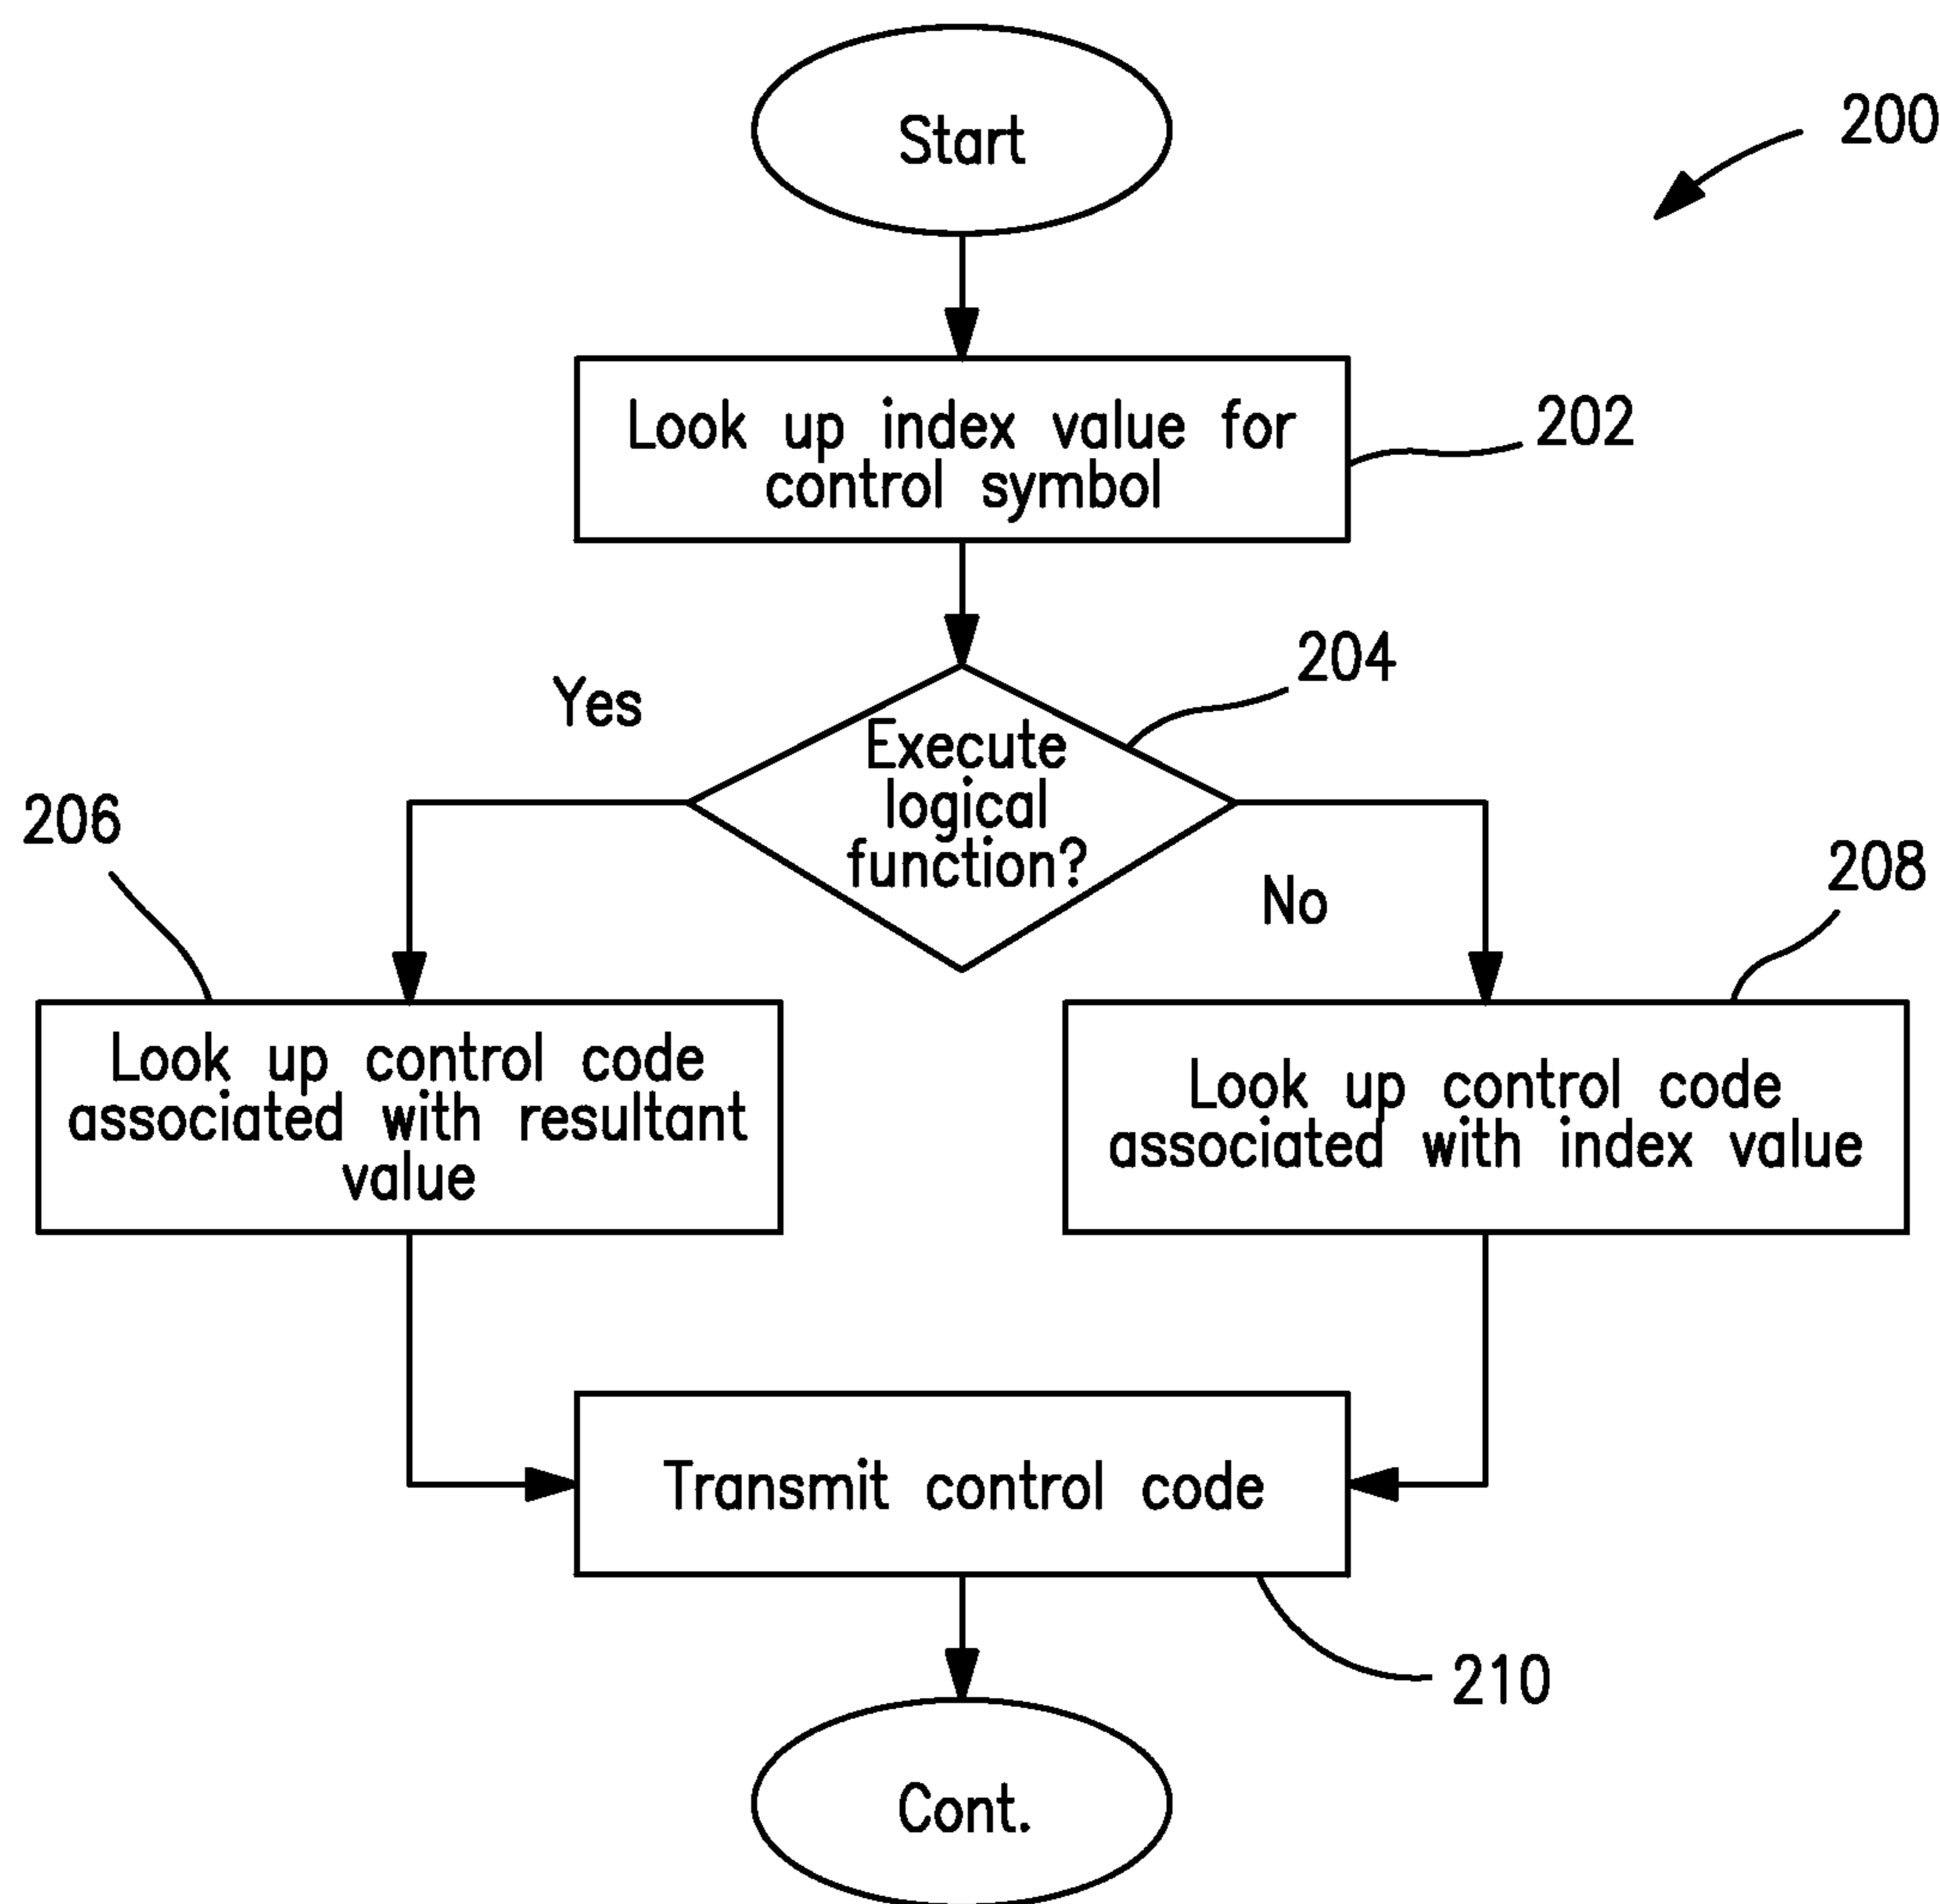 Start
200
Look up index value for
control symbol
202
204
Yes
Execute
logical
function?
206
No
208
Look up control code
associated with resultant
value
Look up control code
associated with index value
Transmit control code
210
Cont.